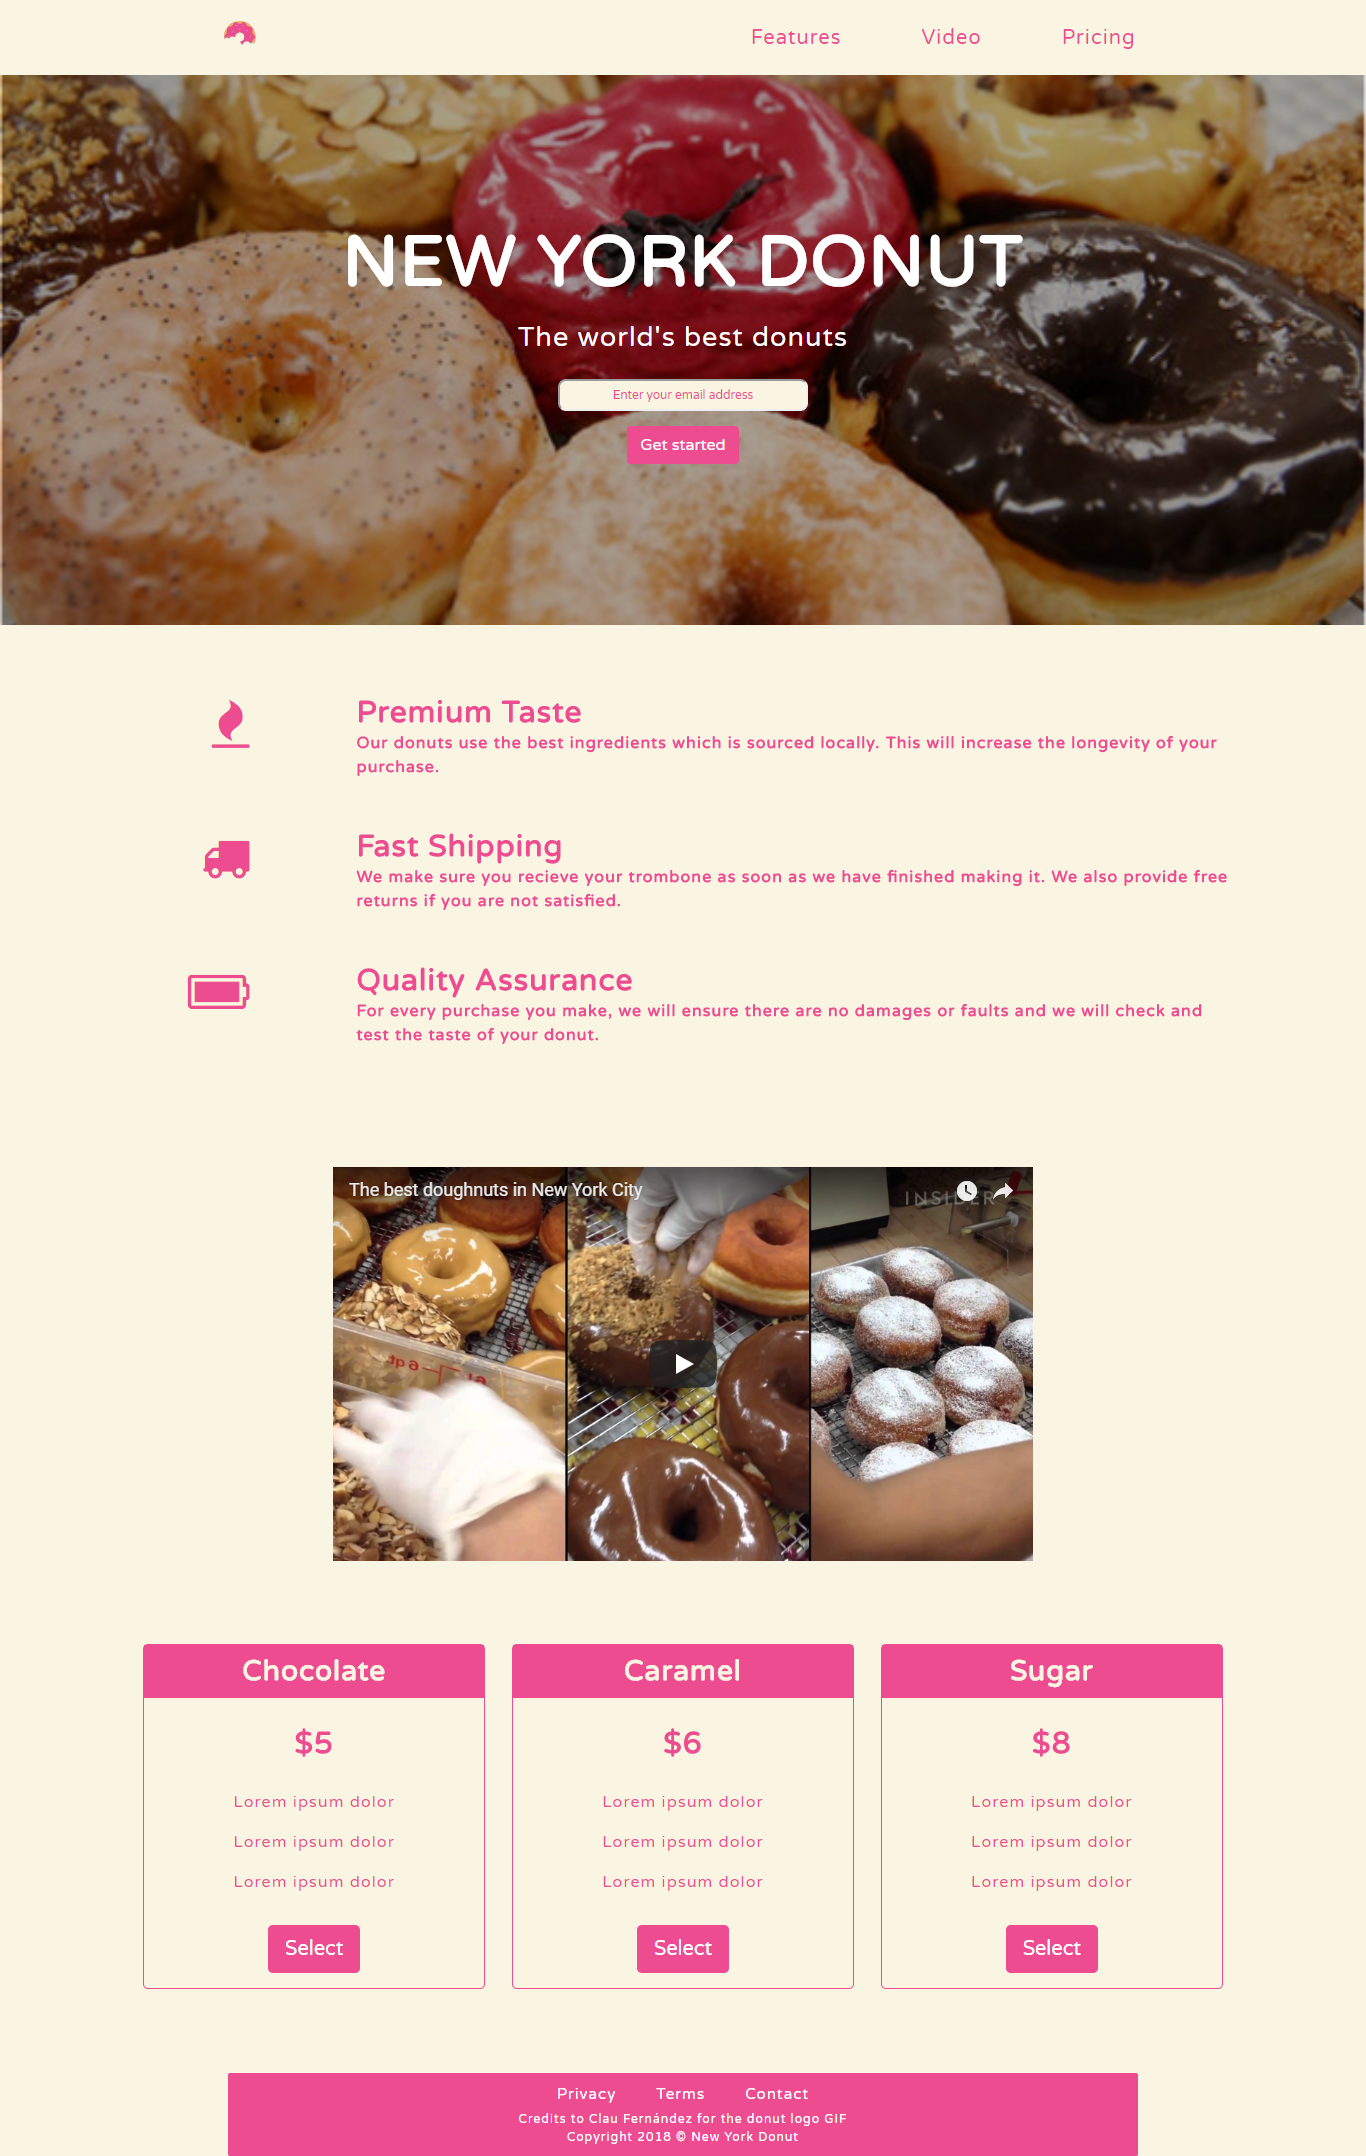 Features Video Pricing
NEW YORK DONUT
The world's best donuts
Enter your email address
Get started
Premium Taste
Our donuts use the best ingredients which is sourced locally. This will increase the longevity of your
purchase.
Fast Shipping
We make sure you recieve your trombone as soon as we have finished making it. We also provide free
returns if you are not satisfied.
Quality Assurance
For every purchase you make, we will ensure there are no damages or faults and we will check and
test the taste of your donut.
The best doughnuts in New York City
INSIDER
6 qt
Chocolate
$5
Lorem ipsum dolor
Lorem ipsum dolor
Lorem ipsum dolor
Select
Caramel
$6
Lorem ipsum dolor
Lorem ipsum dolor
Lorem ipsum dolor
Select
Sugar
$8
Lorem ipsum dolor
Lorem ipsum dolor
Lorem ipsum dolor
Select
Privacy Terms Contact
Credits to Clau Fernández for the donut logo GIF
Copyright 2018 © New York Donut